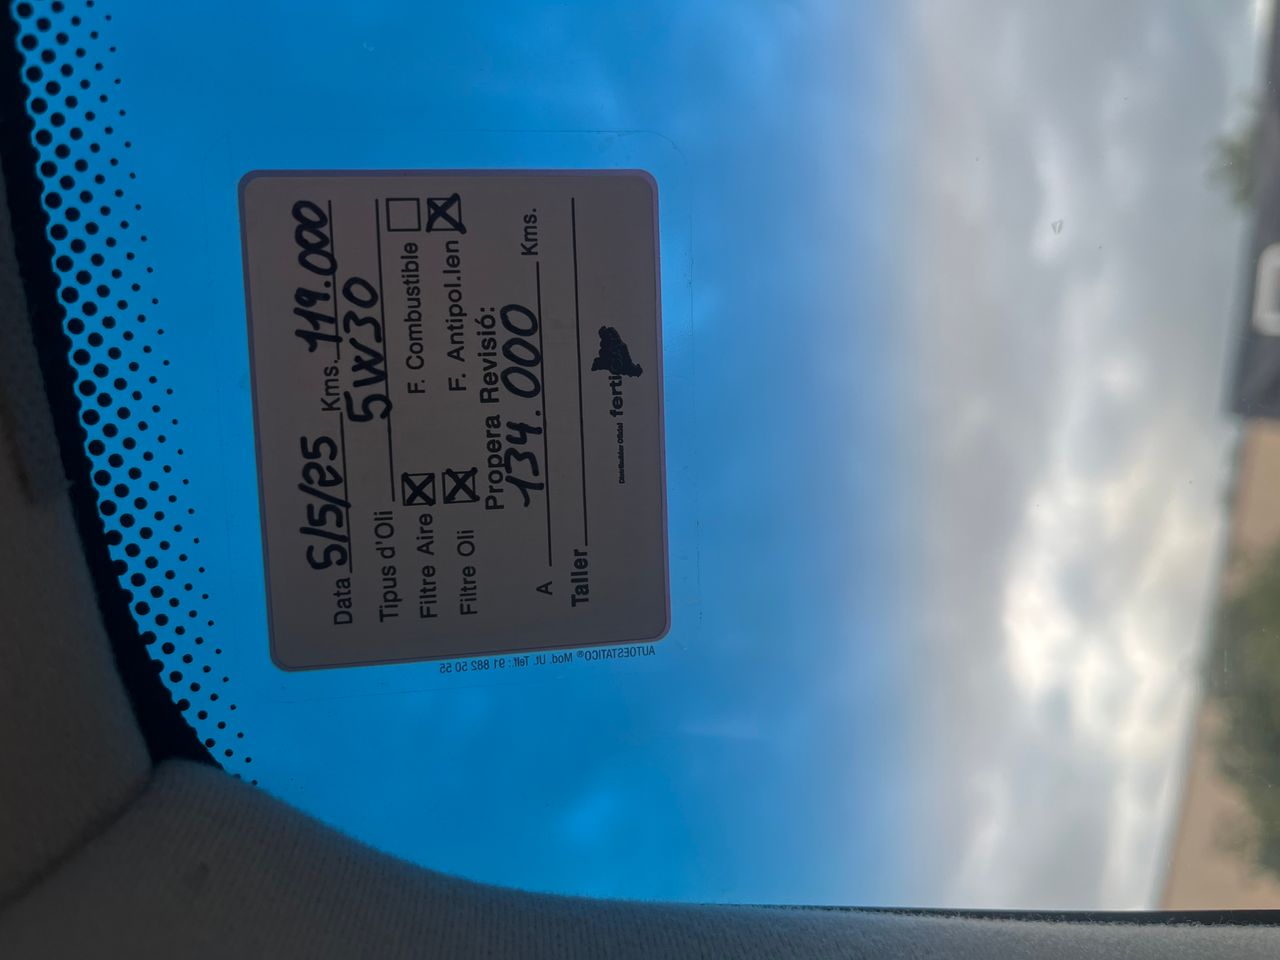 Data 5/5/25 Kms. 119.000
Tipus d'Oli 5W30
Filtre Aire ☒ F. Combustible ☐
Filtre Oli ☒ F. Antipol.len ☒
Propera Revisió:
A 134.000 Kms.
Taller
Distribuïdor Oficial ferti
AUTOESTATICO® Mod. Ut. Telf.: 91 882 50 55